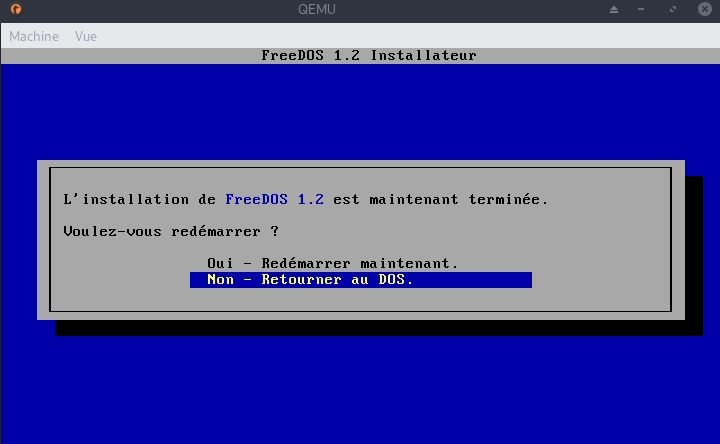 QEMU
Machine Vue
FreeDOS 1.2 Installateur
L'installation de FreeDOS 1.2 est maintenant terminée.
Voulez-vous redémarrer ?
Oui - Redémarrer maintenant.
Non - Retourner au DOS.